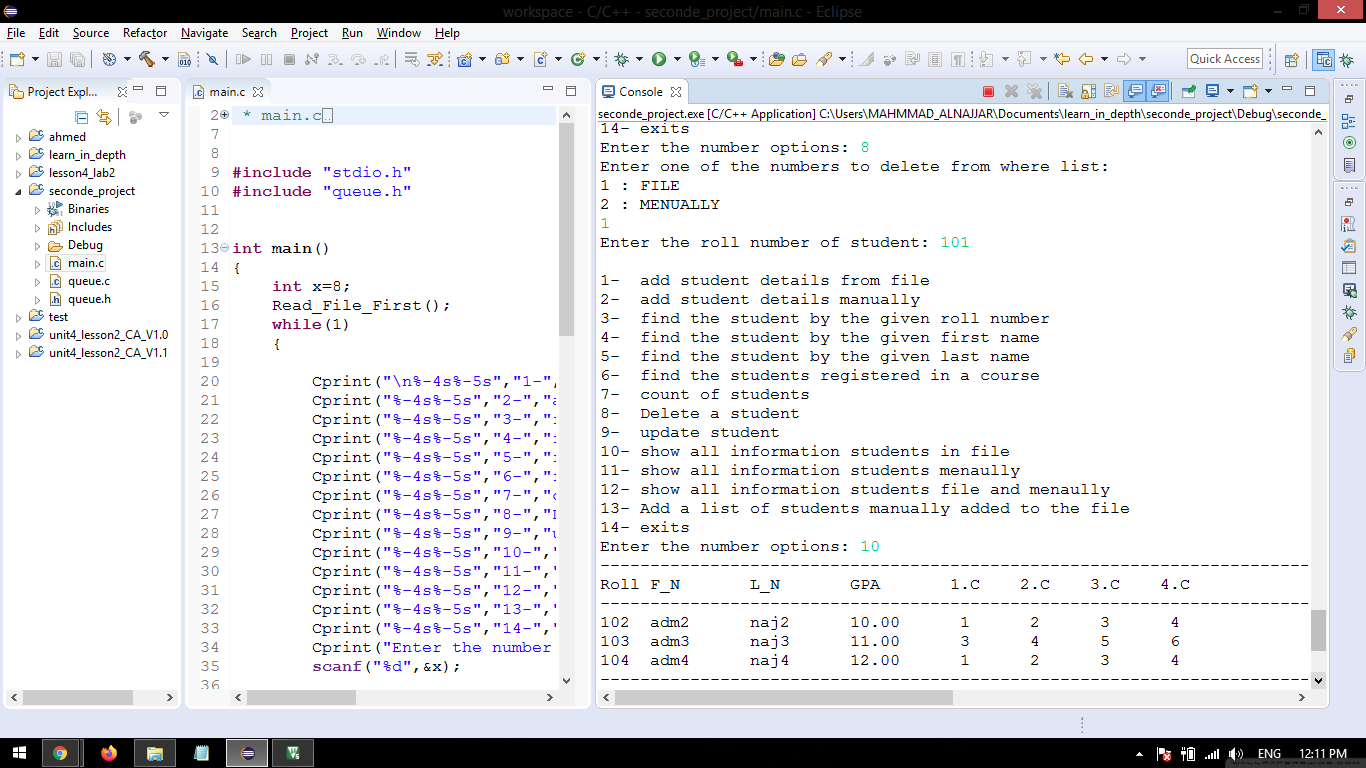 workspace - C/C++ - seconde_project/main.c - Eclipse
File Edit Source Refactor Navigate Search Project Run Window Help
Quick Access
Project Expl...
ahmed
learn_in_depth
lesson4_lab2
seconde_project
Binaries
Includes
Debug
main.c
queue.c
queue.h
test
unit4_lesson2_CA_V1.0
unit4_lesson2_CA_V1.1
main.c
2 * main.c
7
8
9 #include "stdio.h"
10 #include "queue.h"
11
12
13 int main()
14 {
15 int x=8;
16 Read_File_First();
17 while(1)
18 {
19
20 Cprint("\n%-4s%-5s","1-",
21 Cprint("%-4s%-5s","2-","a
22 Cprint("%-4s%-5s","3-","
23 Cprint("%-4s%-5s","4-","
24 Cprint("%-4s%-5s","5-","
25 Cprint("%-4s%-5s","6-","
26 Cprint("%-4s%-5s","7-","c
27 Cprint("%-4s%-5s","8-","D
28 Cprint("%-4s%-5s","9-","u
29 Cprint("%-4s%-5s","10-","
30 Cprint("%-4s%-5s","11-","
31 Cprint("%-4s%-5s","12-","
32 Cprint("%-4s%-5s","13-","
33 Cprint("%-4s%-5s","14-","
34 Cprint("Enter the number
35 scanf("%d",&x);
36
Console
seconde_project.exe [C/C++ Application] C:\Users\MAHMMAD_ALNAJJAR\Documents\learn_in_depth\seconde_project\Debug\seconde_
14- exits
Enter the number options: 8
Enter one of the numbers to delete from where list:
1 : FILE
2 : MENUALLY
1
Enter the roll number of student: 101
1- add student details from file
2- add student details manually
3- find the student by the given roll number
4- find the student by the given first name
5- find the student by the given last name
6- find the students registered in a course
7- count of students
8- Delete a student
9- update student
10- show all information students in file
11- show all information students menaully
12- show all information students file and menaully
13- Add a list of students manually added to the file
14- exits
Enter the number options: 10
-----------------------------------------------------------------------
Roll F_N L_N GPA 1.C 2.C 3.C 4.C
-----------------------------------------------------------------------
102 adm2 naj2 10.00 1 2 3 4
103 adm3 naj3 11.00 3 4 5 6
104 adm4 naj4 12.00 1 2 3 4
-----------------------------------------------------------------------
ENG 12:11 PM